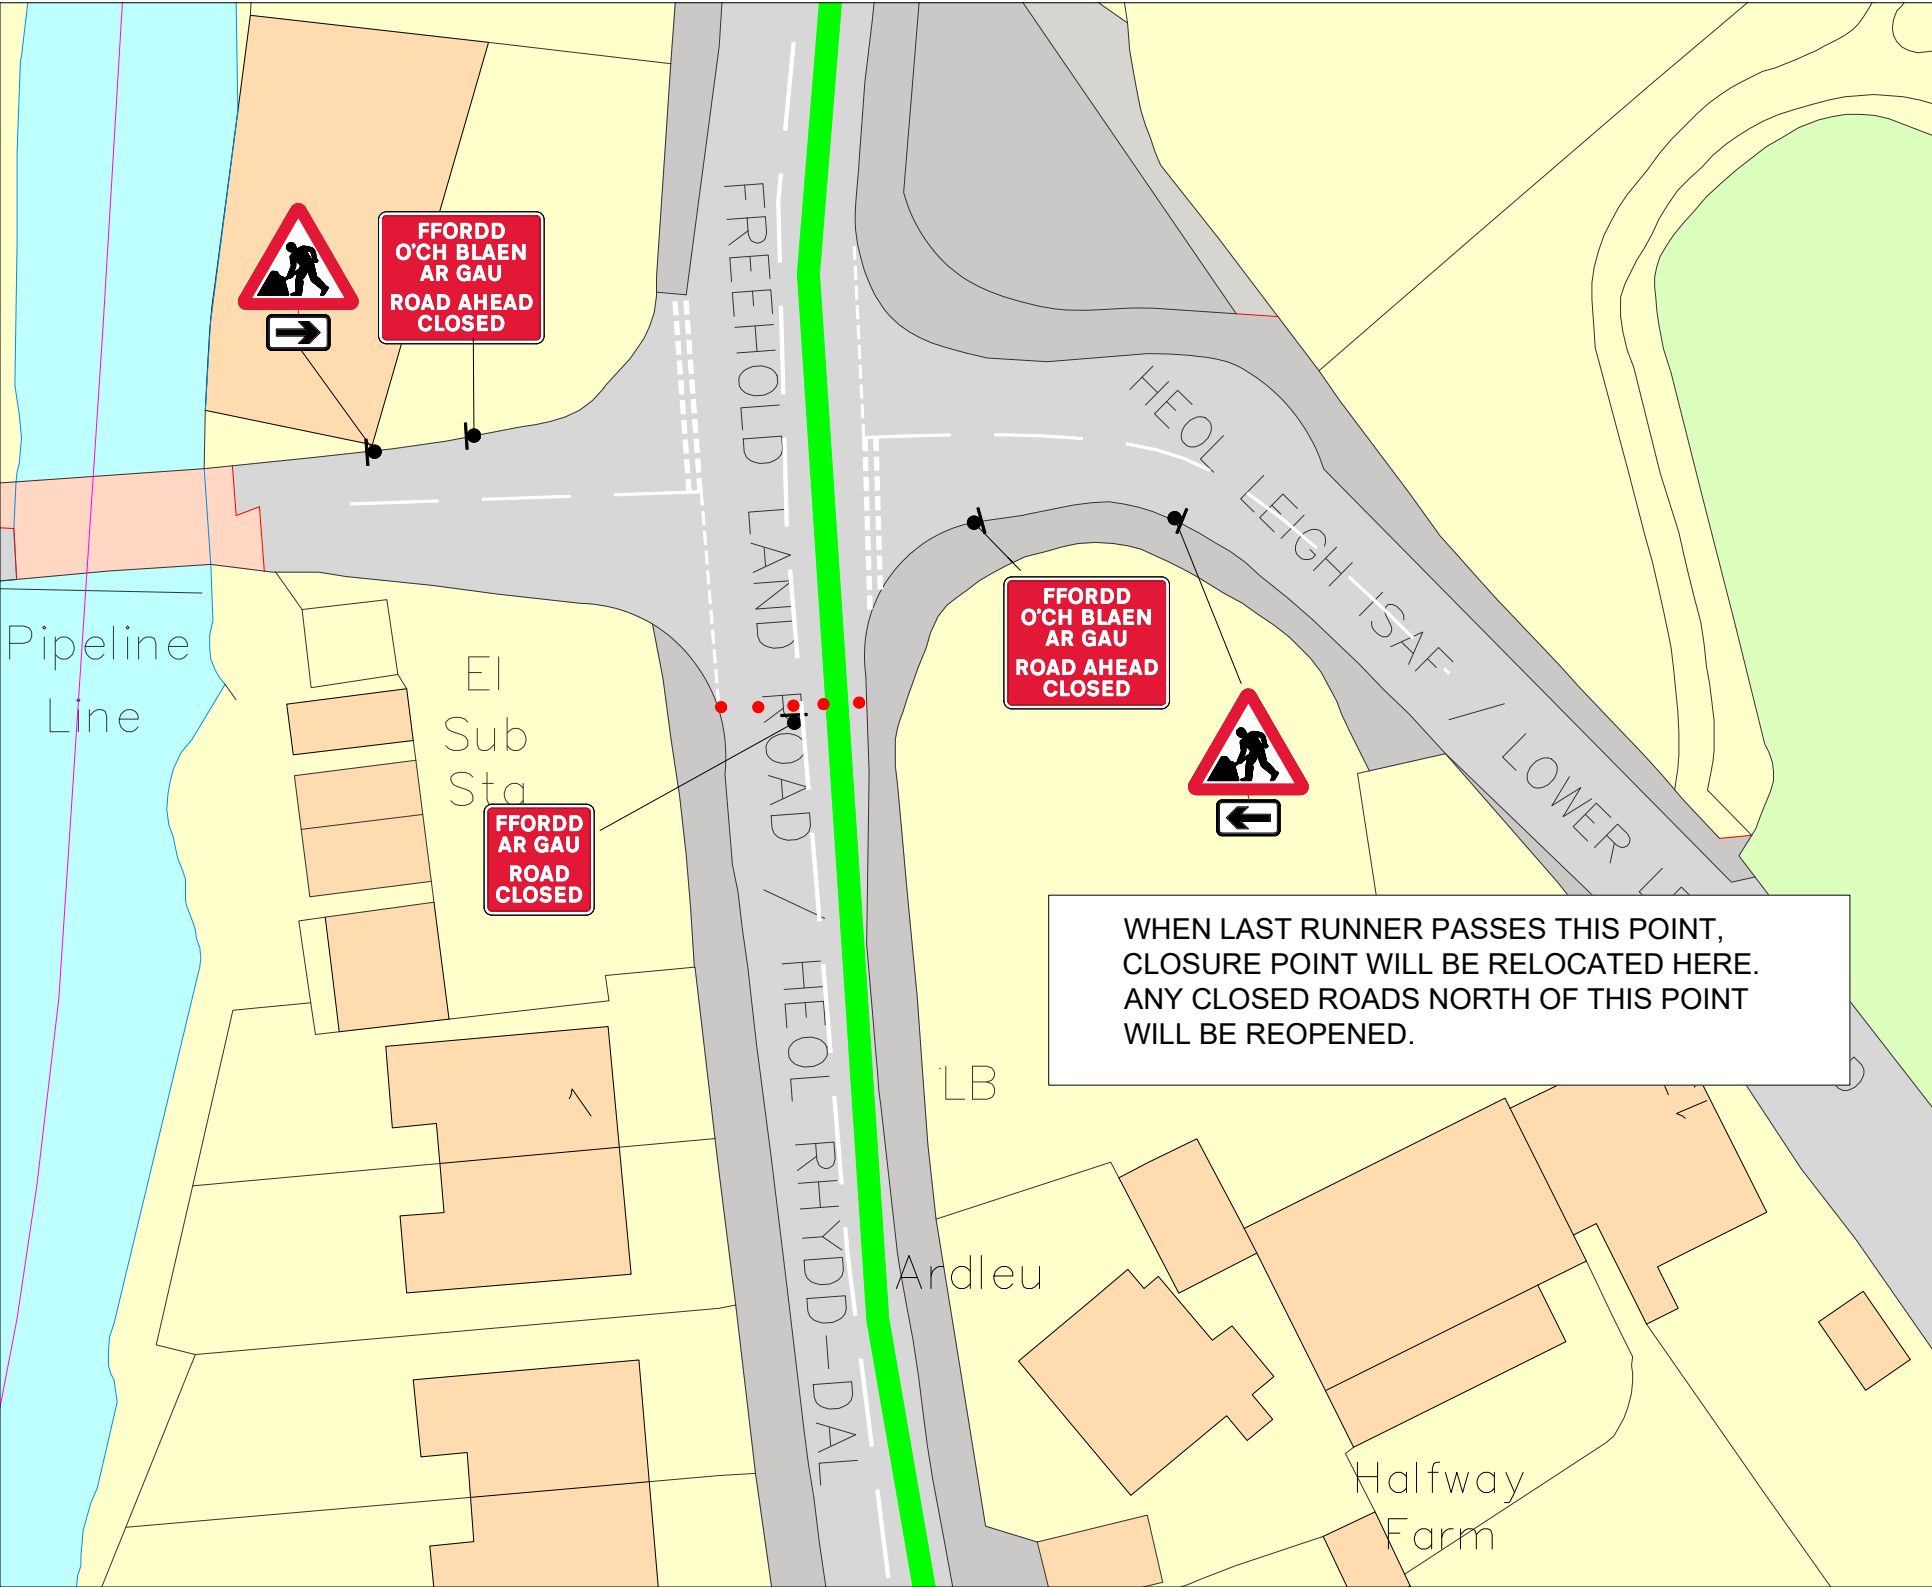 FFORDD
O'CH BLAEN
AR GAU
ROAD AHEAD
CLOSED
FREEHOLD LAND ROAD / HEOL RHYDD-DAL
HEOL LEIGH ISAF / LOWER
Pipeline
Line
El
Sub
Sta
FFORDD
O'CH BLAEN
AR GAU
ROAD AHEAD
CLOSED
FFORDD
AR GAU
ROAD
CLOSED
WHEN LAST RUNNER PASSES THIS POINT,
CLOSURE POINT WILL BE RELOCATED HERE.
ANY CLOSED ROADS NORTH OF THIS POINT
WILL BE REOPENED.
LB
1
Ardleu
Halfway
Farm